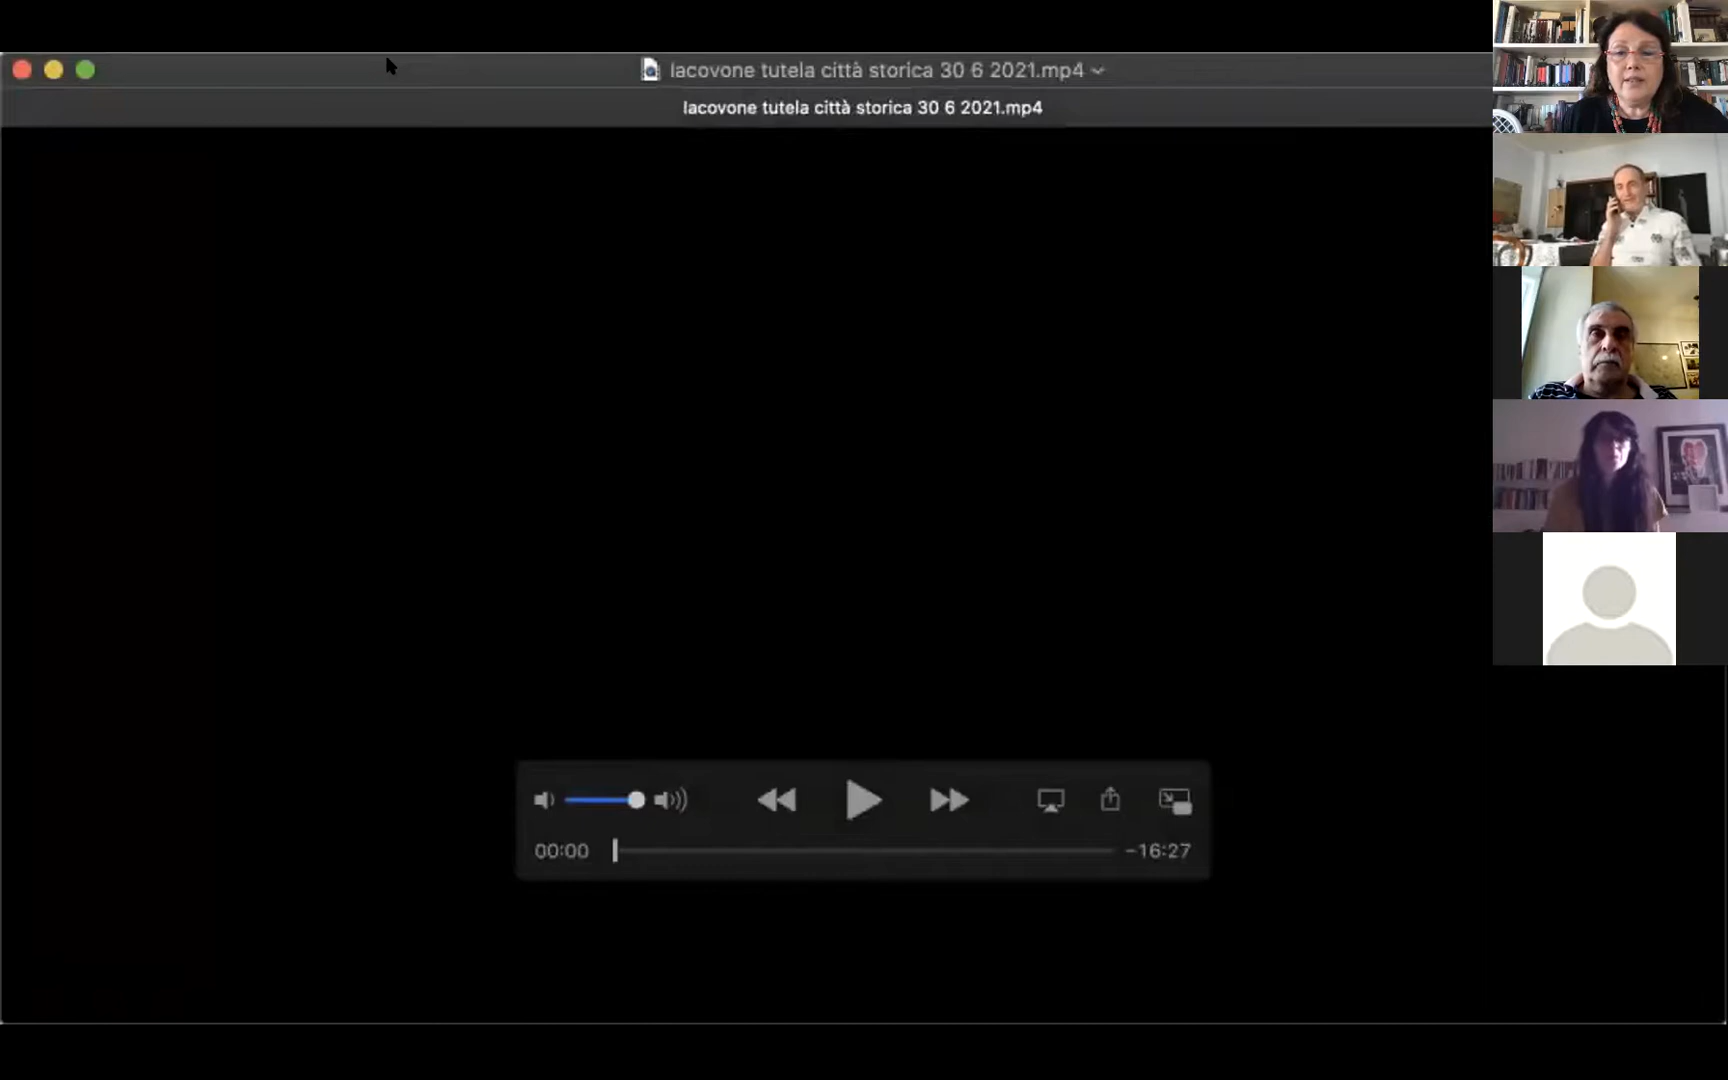 Iacovone tutela città storica 30 6 2021.mp4
Iacovone tutela città storica 30 6 2021.mp4
00:00
-16:27